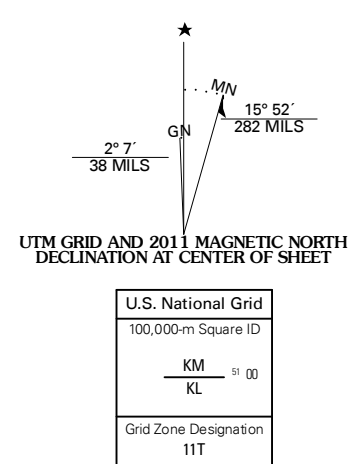 MN
15° 52´
282 MILS
GN
2° 7´
38 MILS
UTM GRID AND 2011 MAGNETIC NORTH
DECLINATION AT CENTER OF SHEET
U.S. National Grid
100,000-m Square ID
KM
51 00
KL
Grid Zone Designation
11T